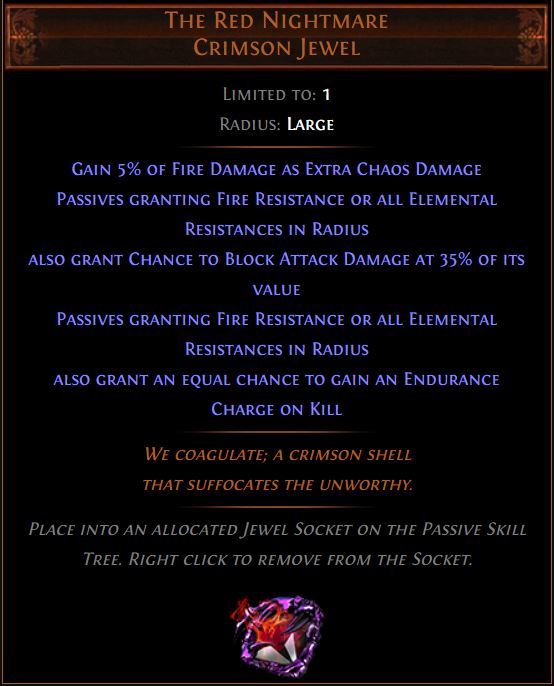 The Red Nightmare
Crimson Jewel
Limited to: 1
Radius: Large
Gain 5% of Fire Damage as Extra Chaos Damage
Passives granting Fire Resistance or all Elemental
Resistances in Radius
also grant Chance to Block Attack Damage at 35% of its
value
Passives granting Fire Resistance or all Elemental
Resistances in Radius
also grant an equal chance to gain an Endurance
Charge on Kill
We coagulate; a crimson shell
that suffocates the unworthy.
Place into an allocated Jewel Socket on the Passive Skill
Tree. Right click to remove from the Socket.